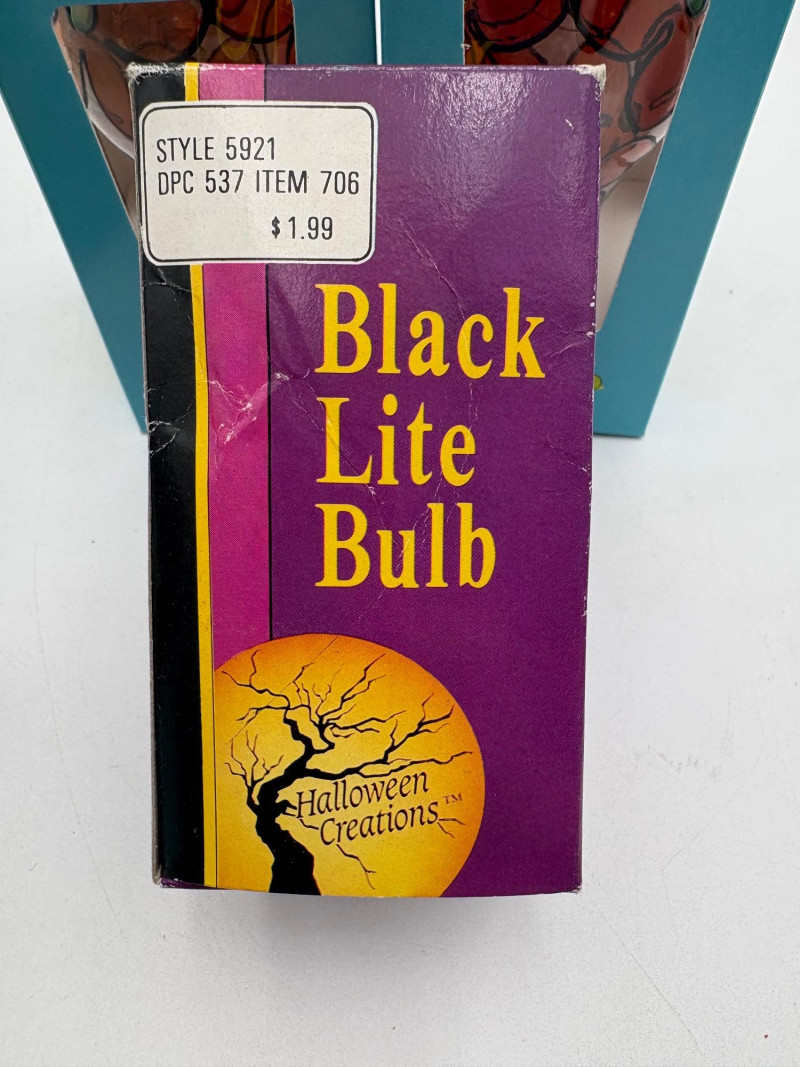 STYLE 5921
DPC 537 ITEM 706
$1.99
Black
Lite
Bulb
Halloween
Creations™